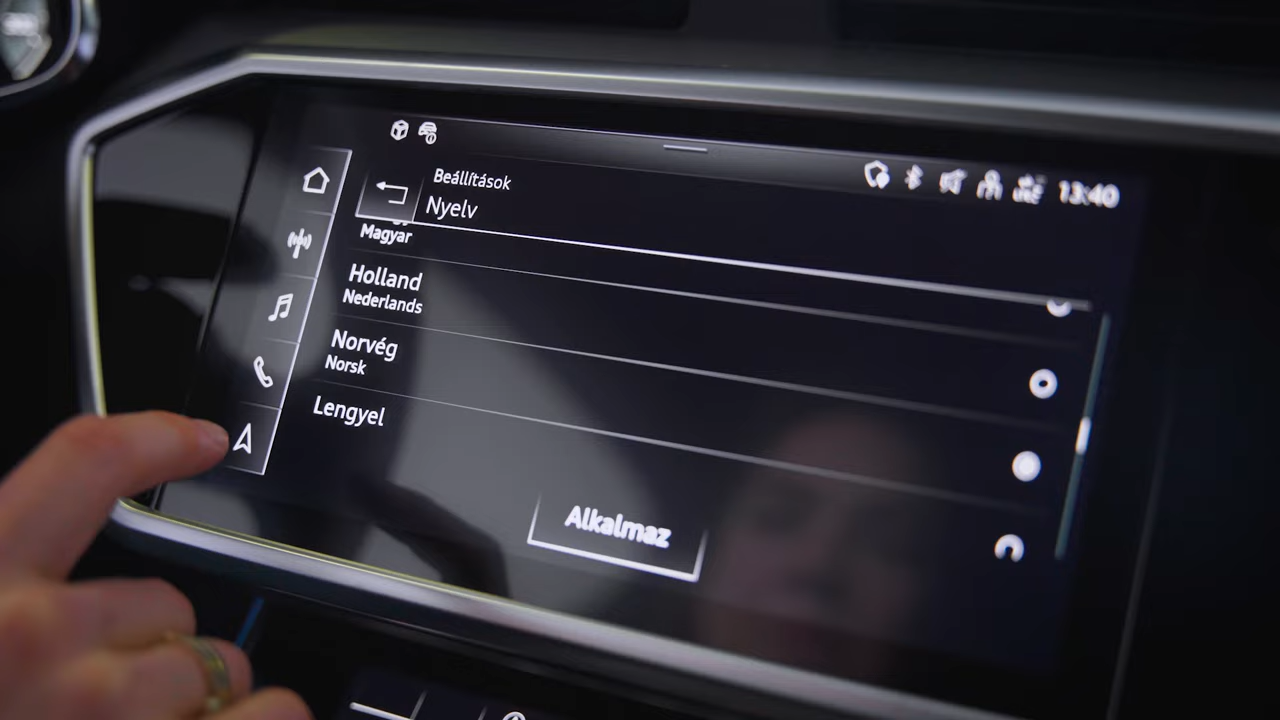 Beállítások
13:40
Nyelv
Magyar
Holland
Nederlands
Norvég
Norsk
Lengyel
Alkalmaz